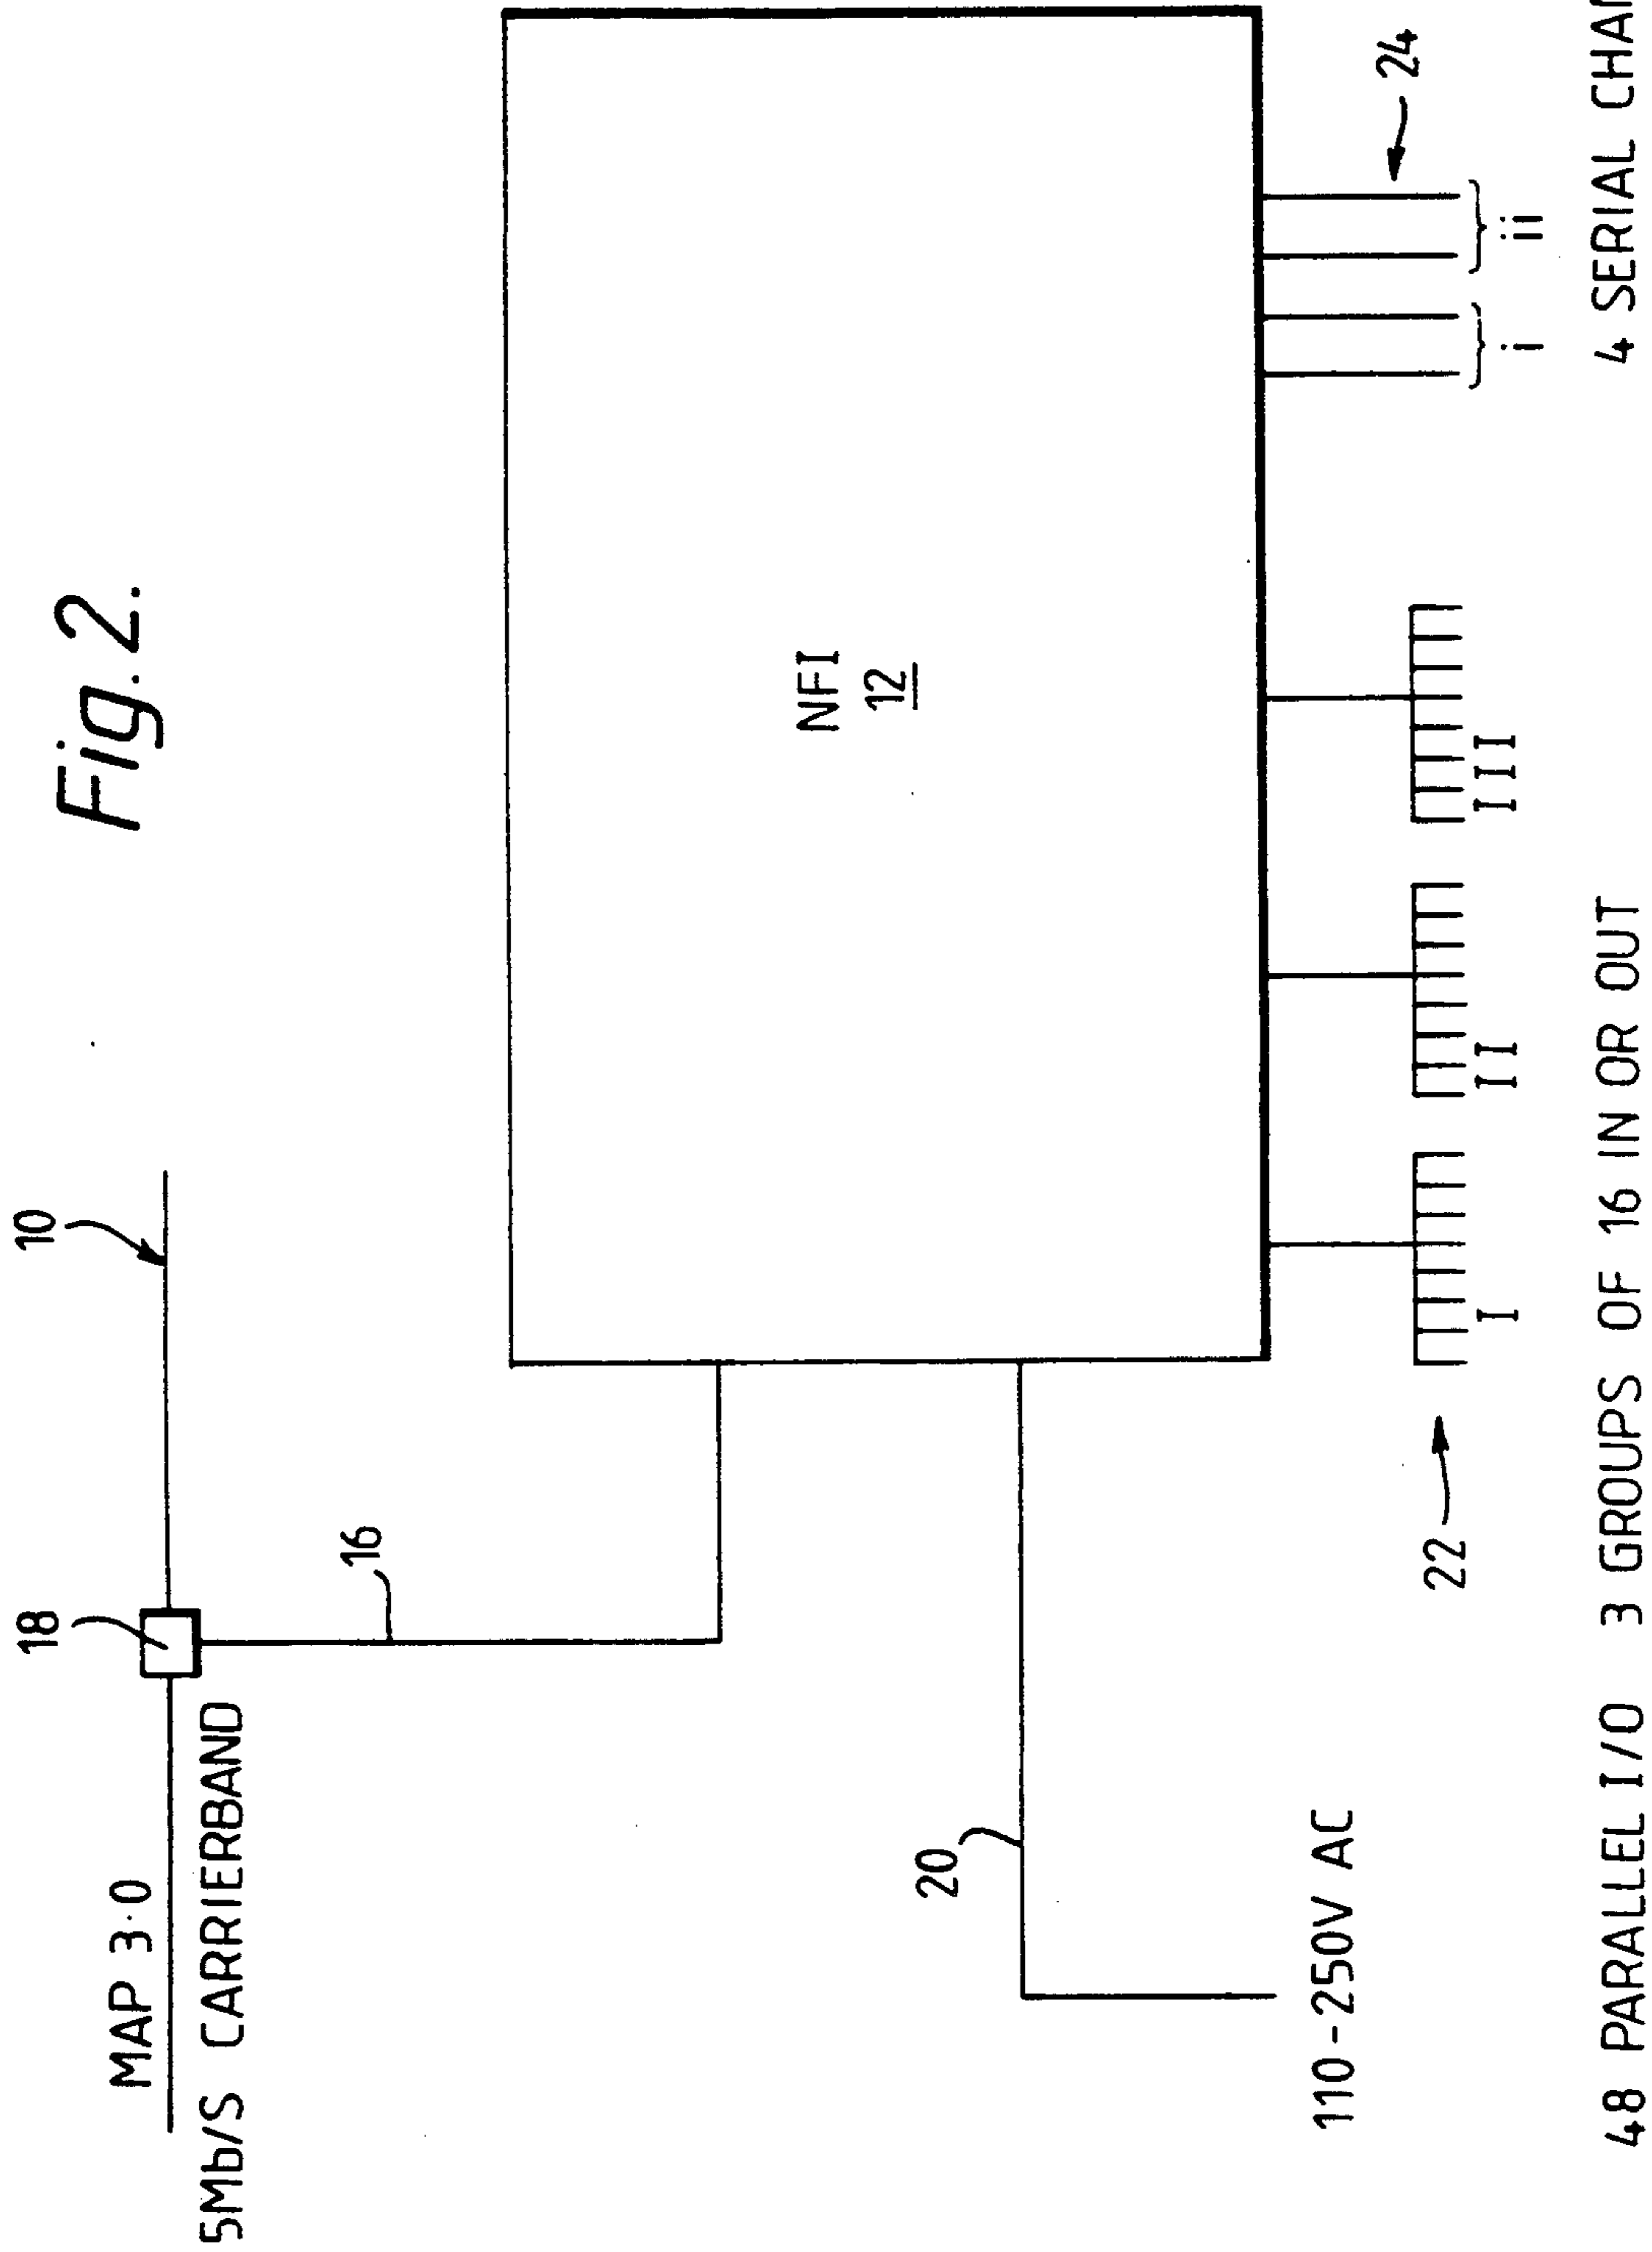 Fig. 2.
10
18
MAP 3·0
5Mb/S CARRIERBAND
16
NFI
12
20
110-250V AC
22
I
II
III
i
ii
24
48 PARALLEL I/O 3 GROUPS OF 16 IN OR OUT
4 SERIAL